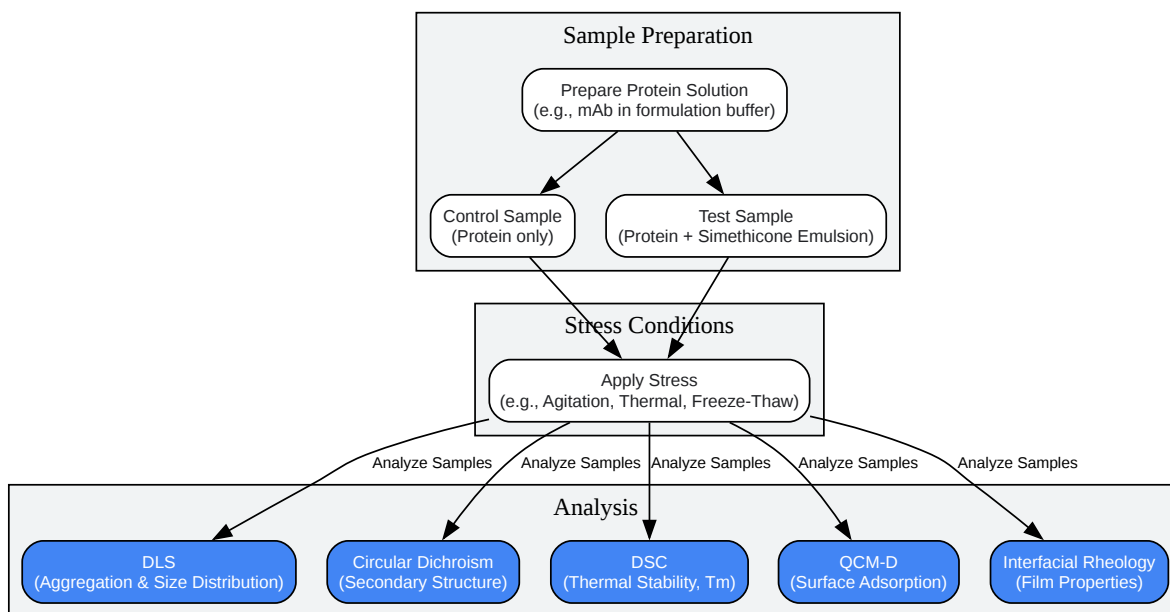 Sample Preparation
Prepare Protein Solution
(e.g., mAb in formulation buffer)
Control Sample
(Protein only)
Test Sample
(Protein + Simethicone Emulsion)
Stress Conditions
Apply Stress
(e.g., Agitation, Thermal, Freeze-Thaw)
Analyze Samples
Analyze Samples
Analyze Samples
Analyze Samples
Analyze Samples
Analysis
DLS
(Aggregation & Size Distribution)
Circular Dichroism
(Secondary Structure)
DSC
(Thermal Stability, Tm)
QCM-D
(Surface Adsorption)
Interfacial Rheology
(Film Properties)